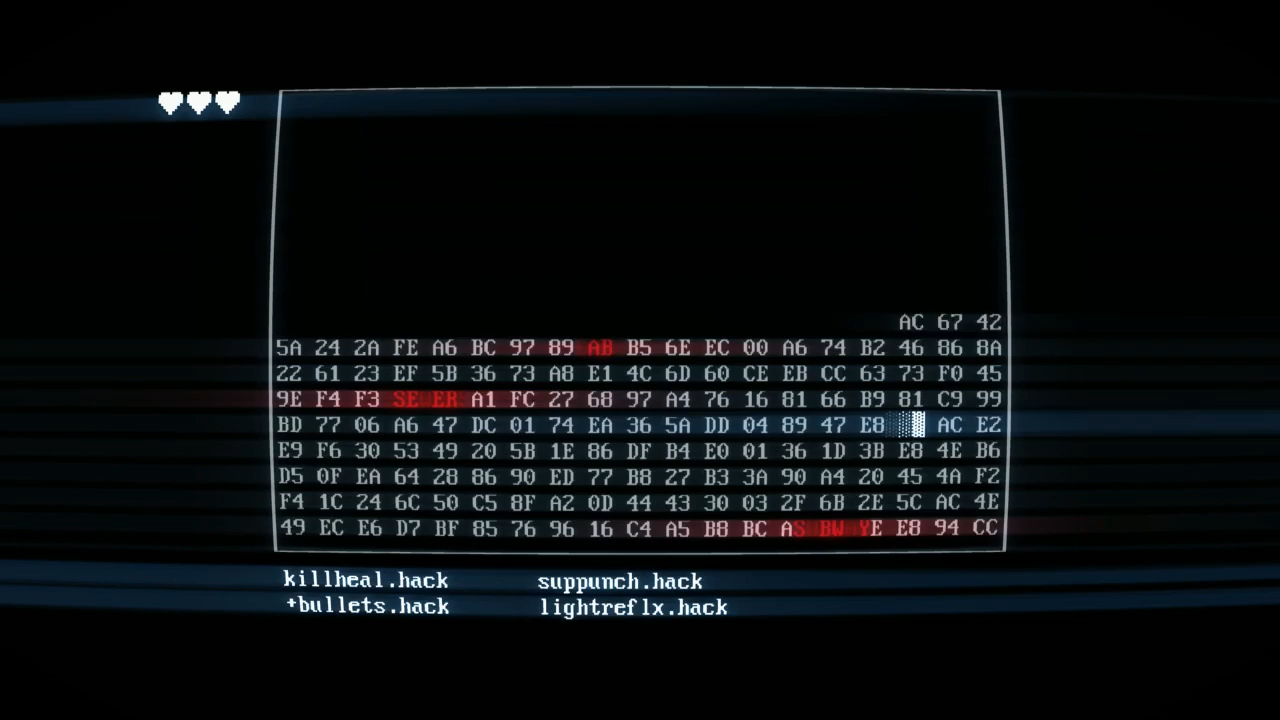 AC 67 42
5A 24 2A FE A6 BC 97 89 AB B5 6E EC 00 A6 74 B2 46 86 8A
22 61 23 EF 5B 36 73 A8 E1 4C 6D 60 CE EB CC 63 73 F0 45
9E F4 F3 SEWER A1 FC 27 68 97 A4 76 16 81 66 B9 81 C9 99
BD 77 06 A6 47 DC 01 74 EA 36 5A DD 04 89 47 E8 AC E2
E9 F6 30 53 49 20 5B 1E 86 DF B4 E0 01 36 1D 3B E8 4E B6
D5 0F EA 64 28 86 90 ED 77 B8 27 B3 3A 90 A4 20 45 4A F2
F4 1C 24 6C 50 C5 8F A2 0D 44 43 30 03 2F 6B 2E 5C AC 4E
49 EC E6 D7 BF 85 76 96 16 C4 A5 B8 BC E8 94 CC
killheal.hack suppunch.hack
+bullets.hack lightreflx.hack